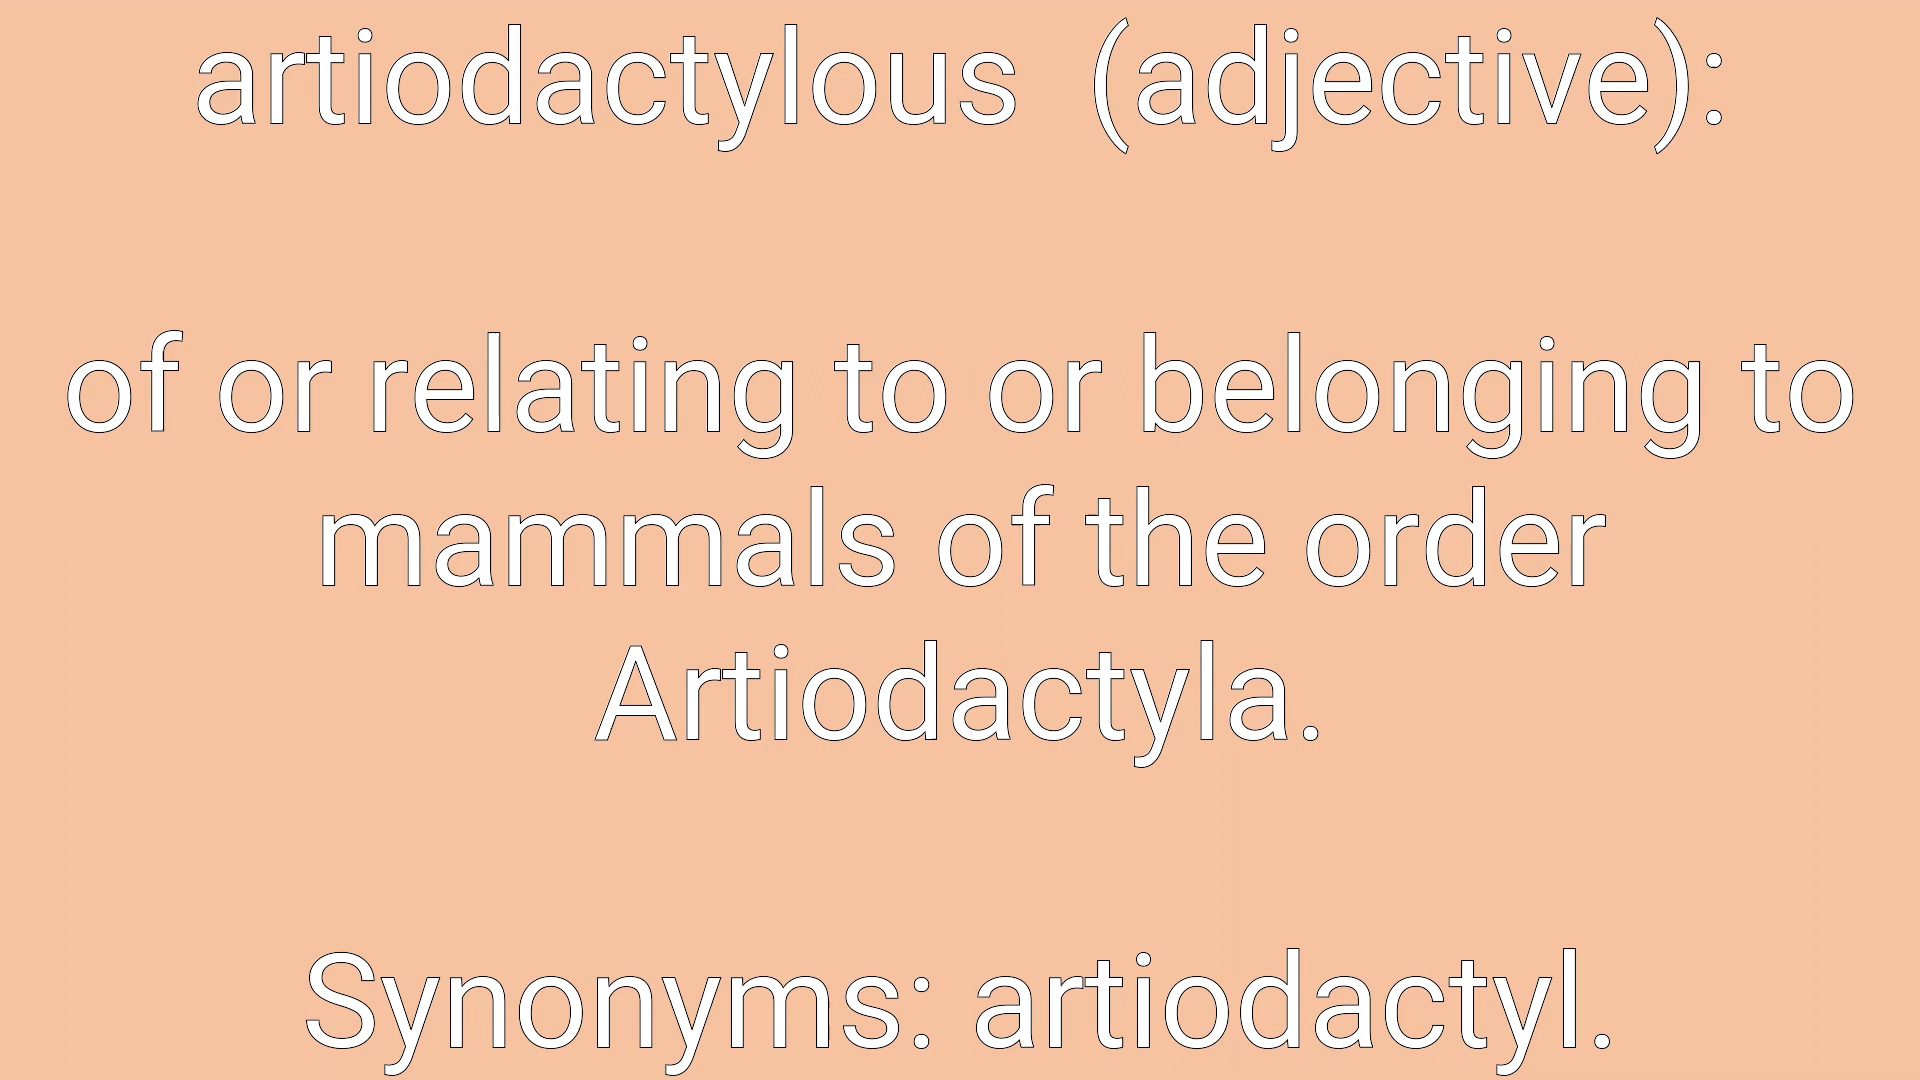 artiodactylous  (adjective):
of or relating to or belonging to
mammals of the order
Artiodactyla.
Synonyms: artiodactyl.